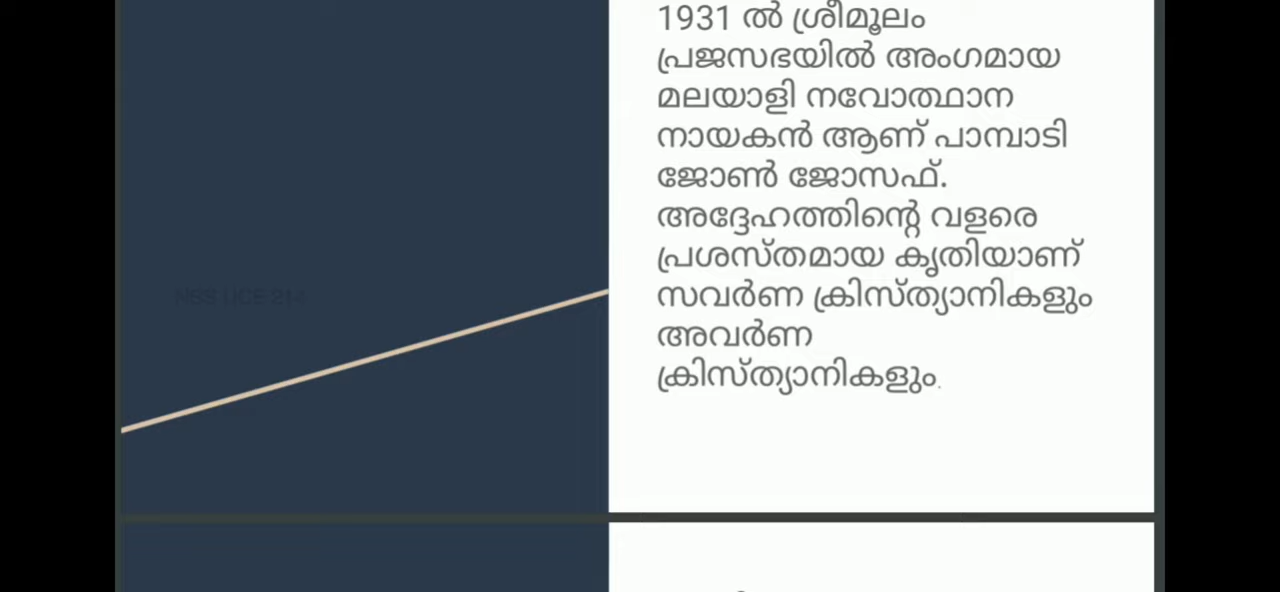 1931 ൽ ശ്രീമൂലം
പ്രജസഭയിൽ അംഗമായ
മലയാളി നവോത്ഥാന
നായകൻ ആണ് പാമ്പാടി
ജോൺ ജോസഫ്.
അദ്ദേഹത്തിന്റെ വളരെ
പ്രശസ്തമായ കൃതിയാണ്
സവർണ ക്രിസ്ത്യാനികളും
അവർണ
ക്രിസ്ത്യാനികളും.